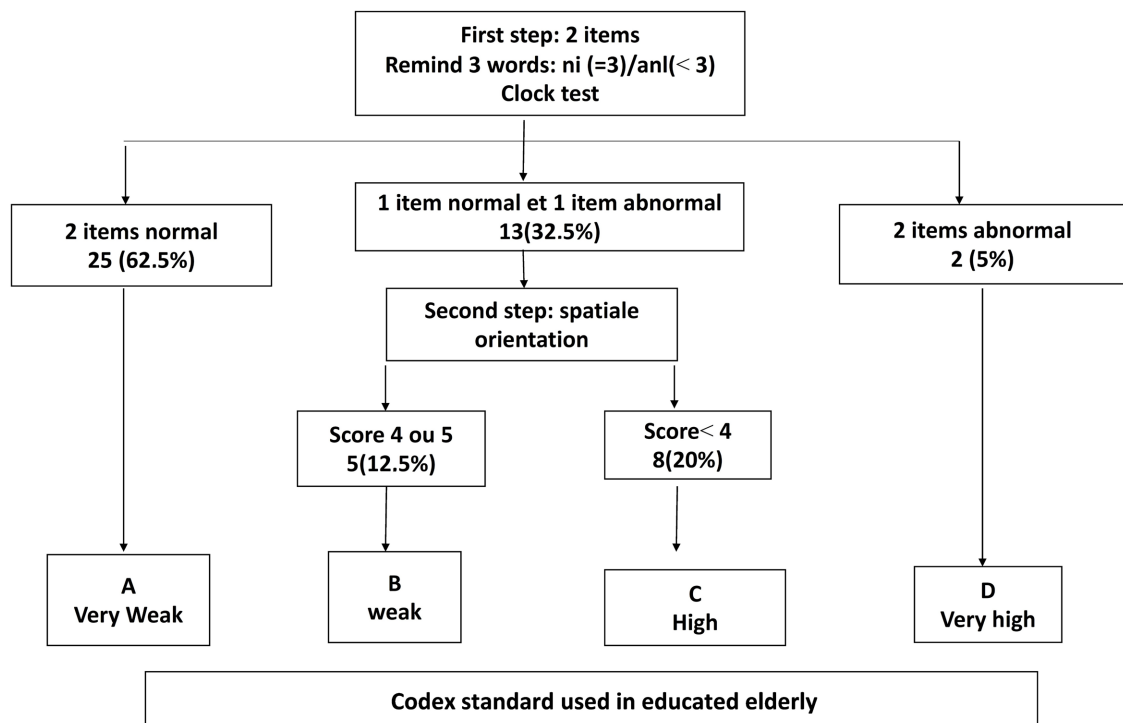 First step: 2 items
Remind 3 words: ni (=3)/anl(< 3)
Clock test
2 items normal
25 (62.5%)
1 item normal et 1 item abnormal
13(32.5%)
2 items abnormal
2 (5%)
Second step: spatiale
orientation
Score 4 ou 5
5(12.5%)
Score< 4
8(20%)
A
Very Weak
B
weak
C
High
D
Very high
Codex standard used in educated elderly